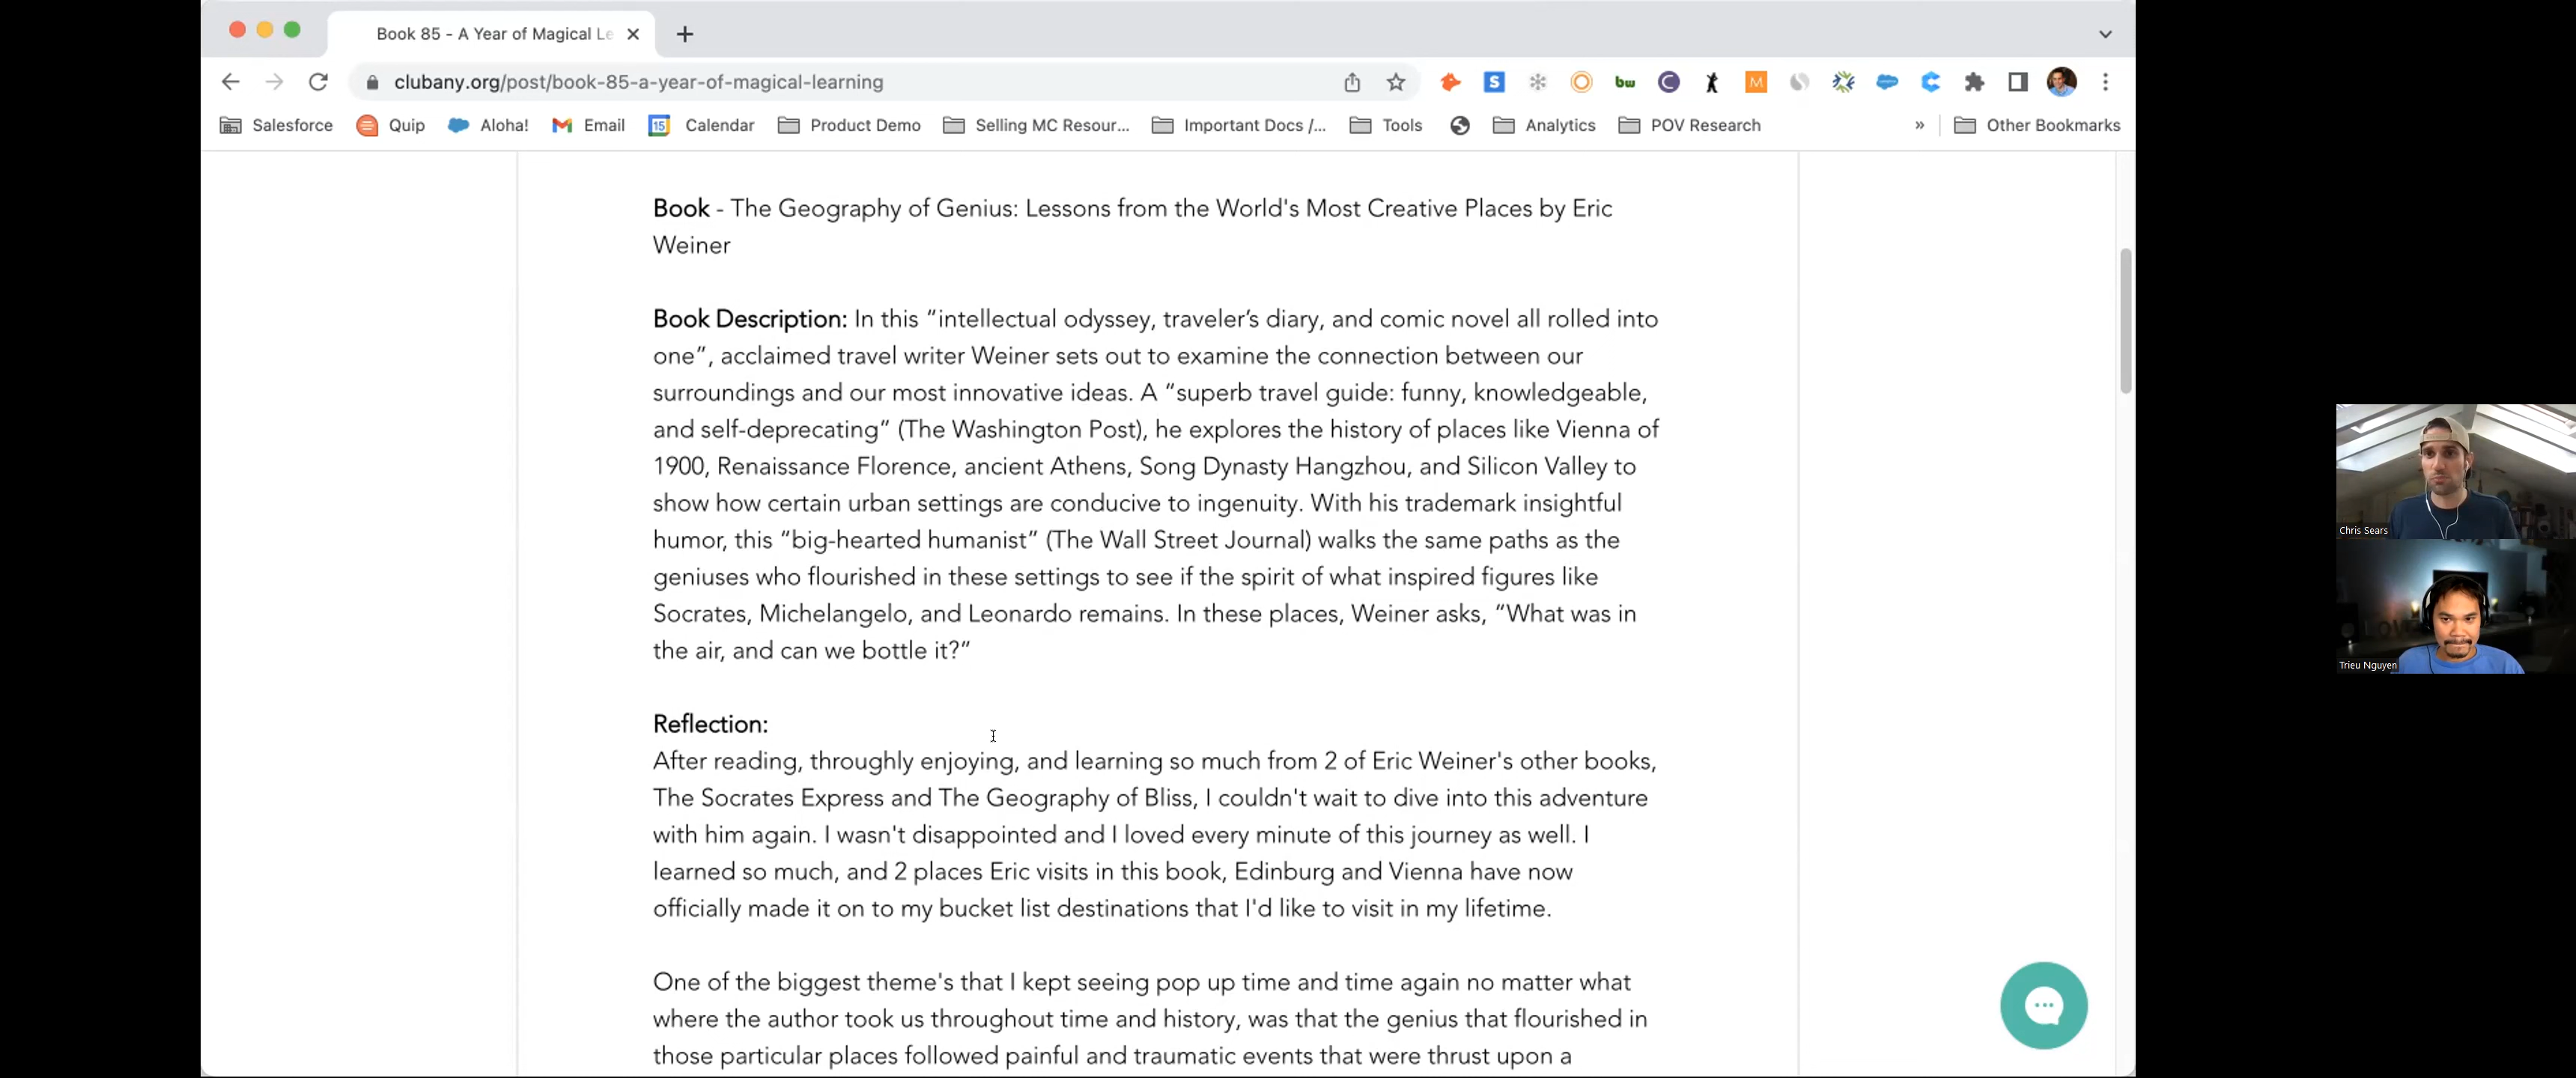 Book 85 - A Year of Magical Le
clubany.org/post/book-85-a-year-of-magical-learning
S
bw
C
M
Salesforce
Quip
Aloha!
Email
15
Calendar
Product Demo
Selling MC Resour...
Important Docs /...
Tools
Analytics
POV Research
»
Other Bookmarks
Book - The Geography of Genius: Lessons from the World's Most Creative Places by Eric
Weiner
Book Description: In this “intellectual odyssey, traveler’s diary, and comic novel all rolled into
one”, acclaimed travel writer Weiner sets out to examine the connection between our
surroundings and our most innovative ideas. A “superb travel guide: funny, knowledgeable,
and self-deprecating” (The Washington Post), he explores the history of places like Vienna of
1900, Renaissance Florence, ancient Athens, Song Dynasty Hangzhou, and Silicon Valley to
show how certain urban settings are conducive to ingenuity. With his trademark insightful
humor, this “big-hearted humanist” (The Wall Street Journal) walks the same paths as the
geniuses who flourished in these settings to see if the spirit of what inspired figures like
Socrates, Michelangelo, and Leonardo remains. In these places, Weiner asks, “What was in
the air, and can we bottle it?”
Reflection:
After reading, throughly enjoying, and learning so much from 2 of Eric Weiner's other books,
The Socrates Express and The Geography of Bliss, I couldn't wait to dive into this adventure
with him again. I wasn't disappointed and I loved every minute of this journey as well. I
learned so much, and 2 places Eric visits in this book, Edinburg and Vienna have now
officially made it on to my bucket list destinations that I'd like to visit in my lifetime.
One of the biggest theme's that I kept seeing pop up time and time again no matter what
where the author took us throughout time and history, was that the genius that flourished in
those particular places followed painful and traumatic events that were thrust upon a
Chris Sears
Trieu Nguyen